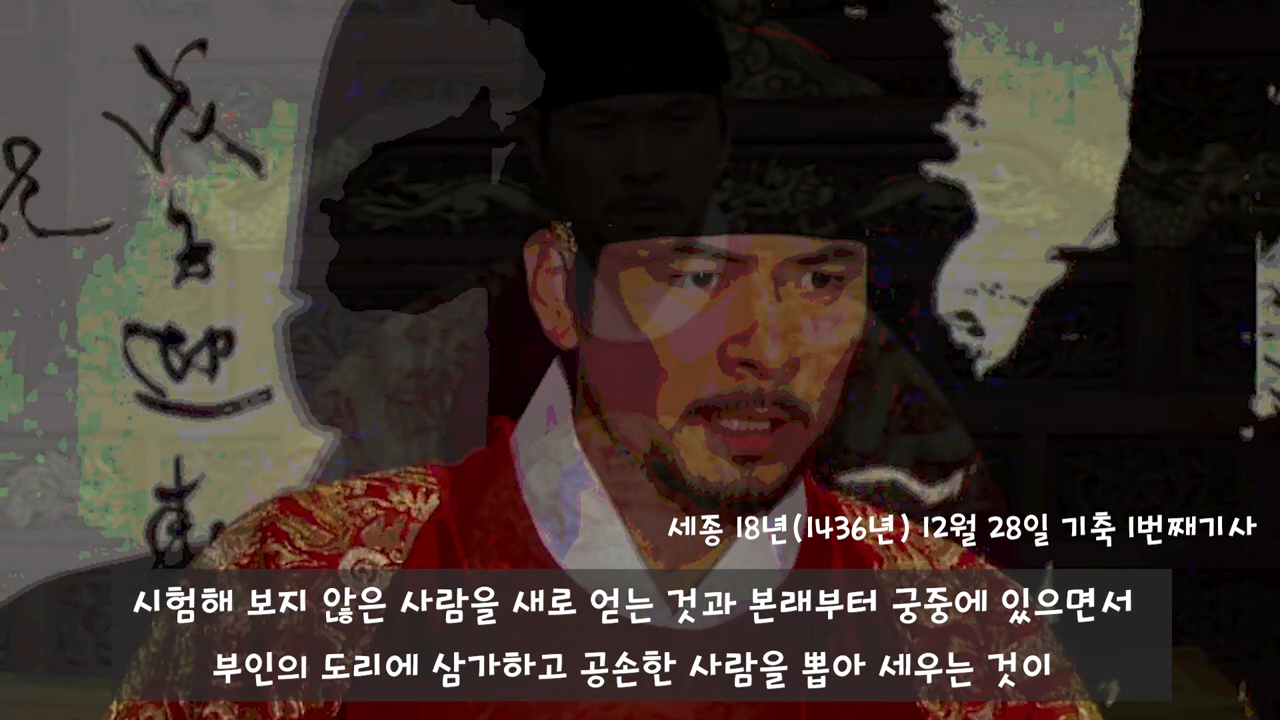 세종 18년(1436년) 12월 28일 기축 1번째기사
시험해 보지 않은 사람을 새로 얻는 것과 본래부터 궁중에 있으면서
부인의 도리에 삼가하고 공손한 사람을 뽑아 세우는 것이